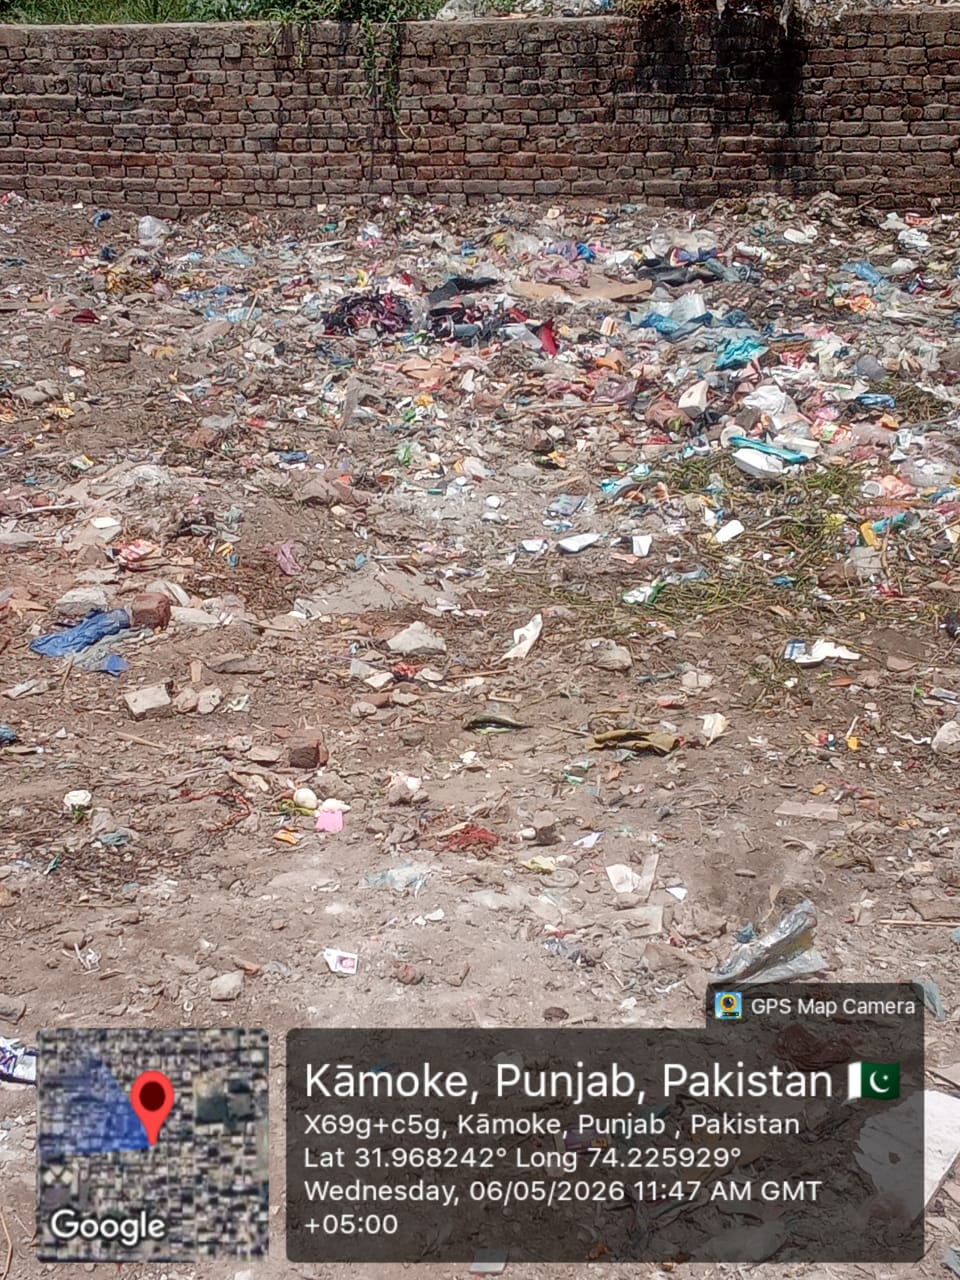 GPS Map Camera
Kāmoke, Punjab, Pakistan 🇵🇰
X69g+c5g, Kāmoke, Punjab , Pakistan
Lat 31.968242° Long 74.225929°
Wednesday, 06/05/2026 11:47 AM GMT
+05:00
Google